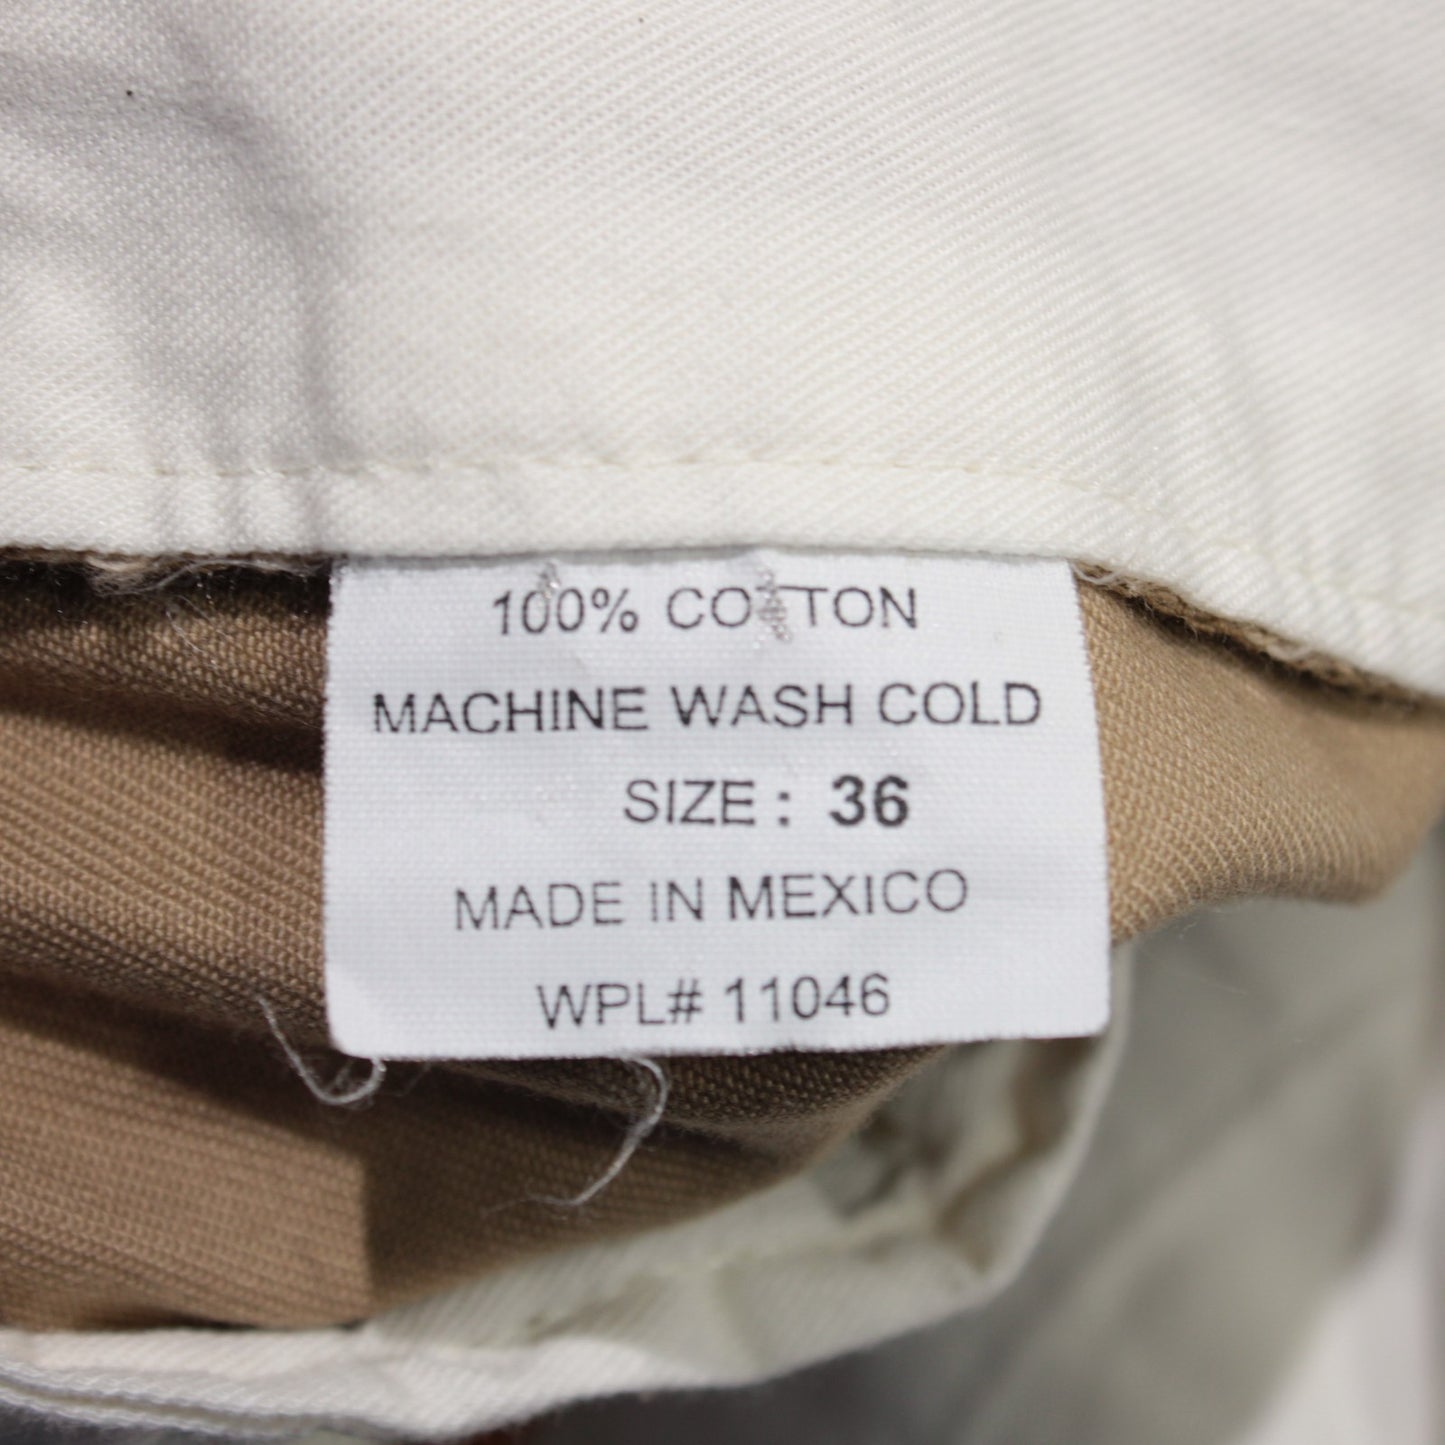 100% COTTON
MACHINE WASH COLD
SIZE : 36
MADE IN MEXICO
WPL# 11046